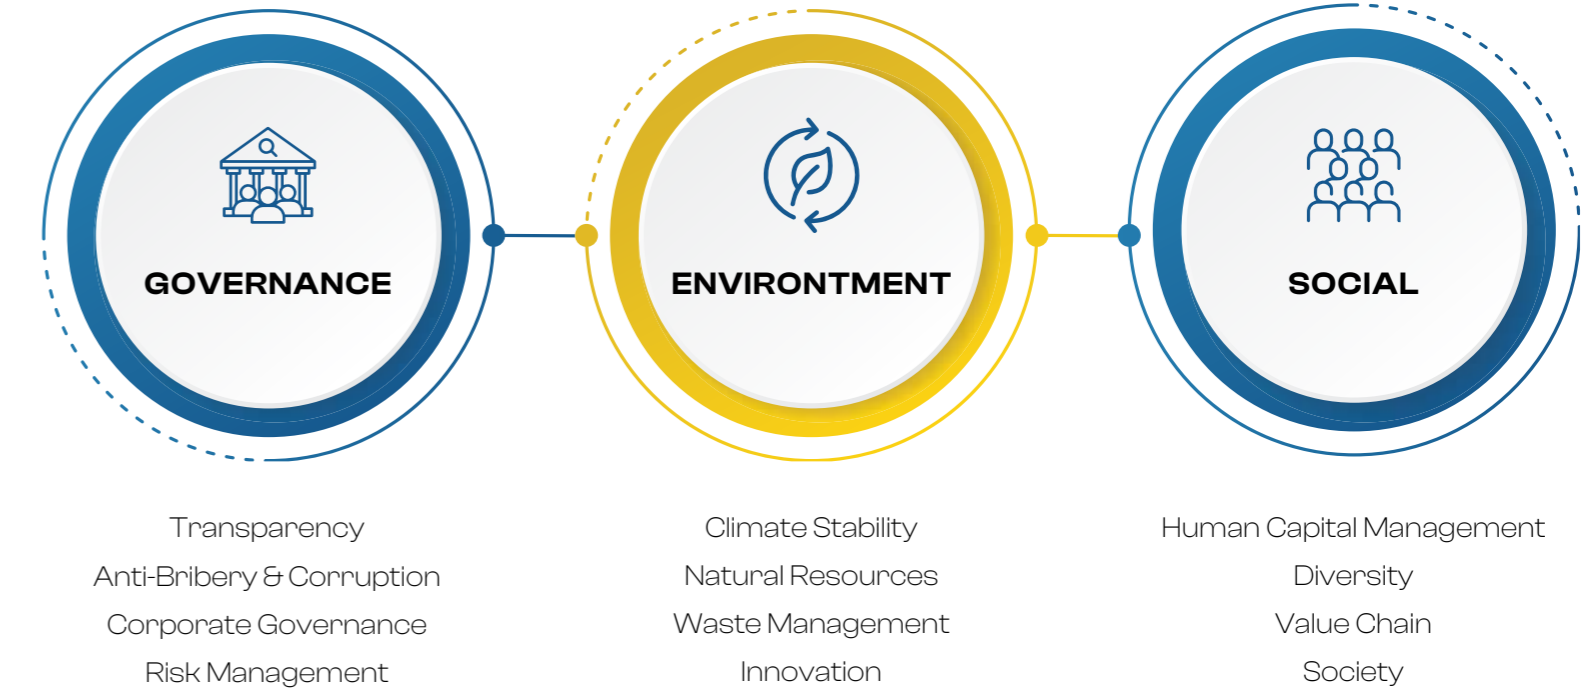 GOVERNANCE
Transparency
Anti-Bribery & Corruption
Corporate Governance
Risk Management
ENVIRONTMENT
Climate Stability
Natural Resources
Waste Management
Innovation
SOCIAL
Human Capital Management
Diversity
Value Chain
Society